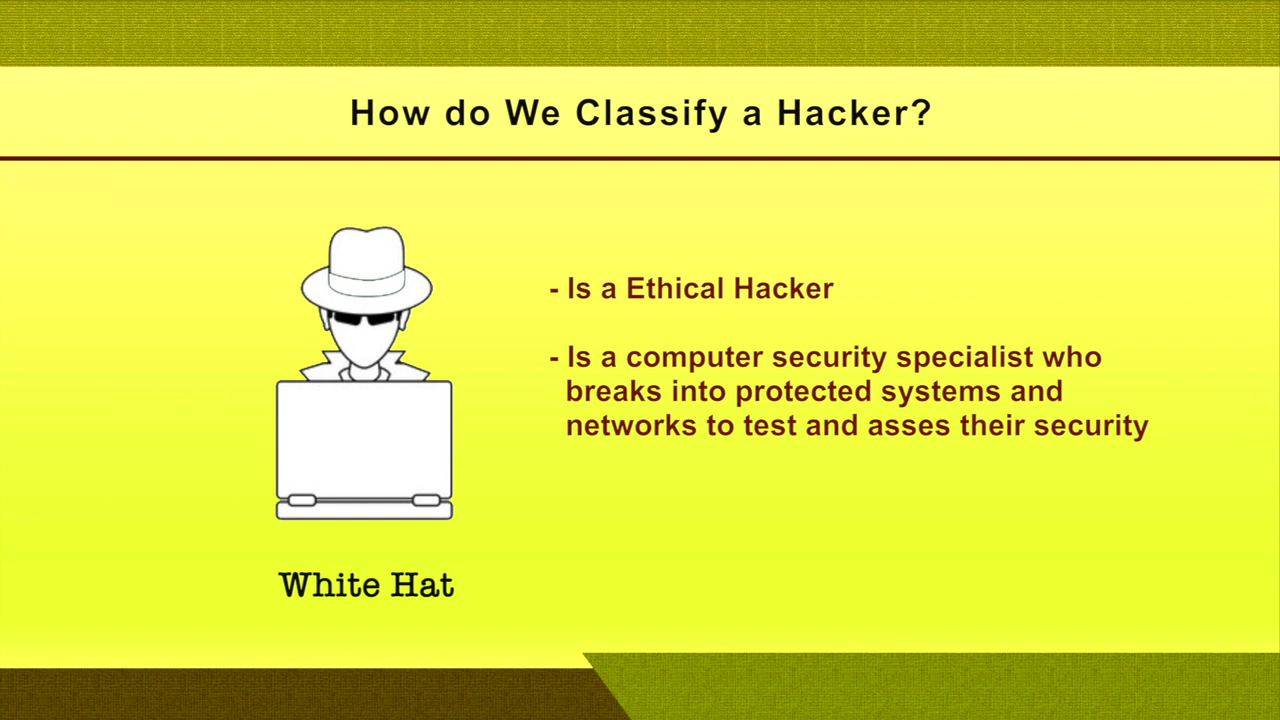 How do We Classify a Hacker?
- Is a Ethical Hacker
- Is a computer security specialist who
breaks into protected systems and
networks to test and asses their security
White Hat